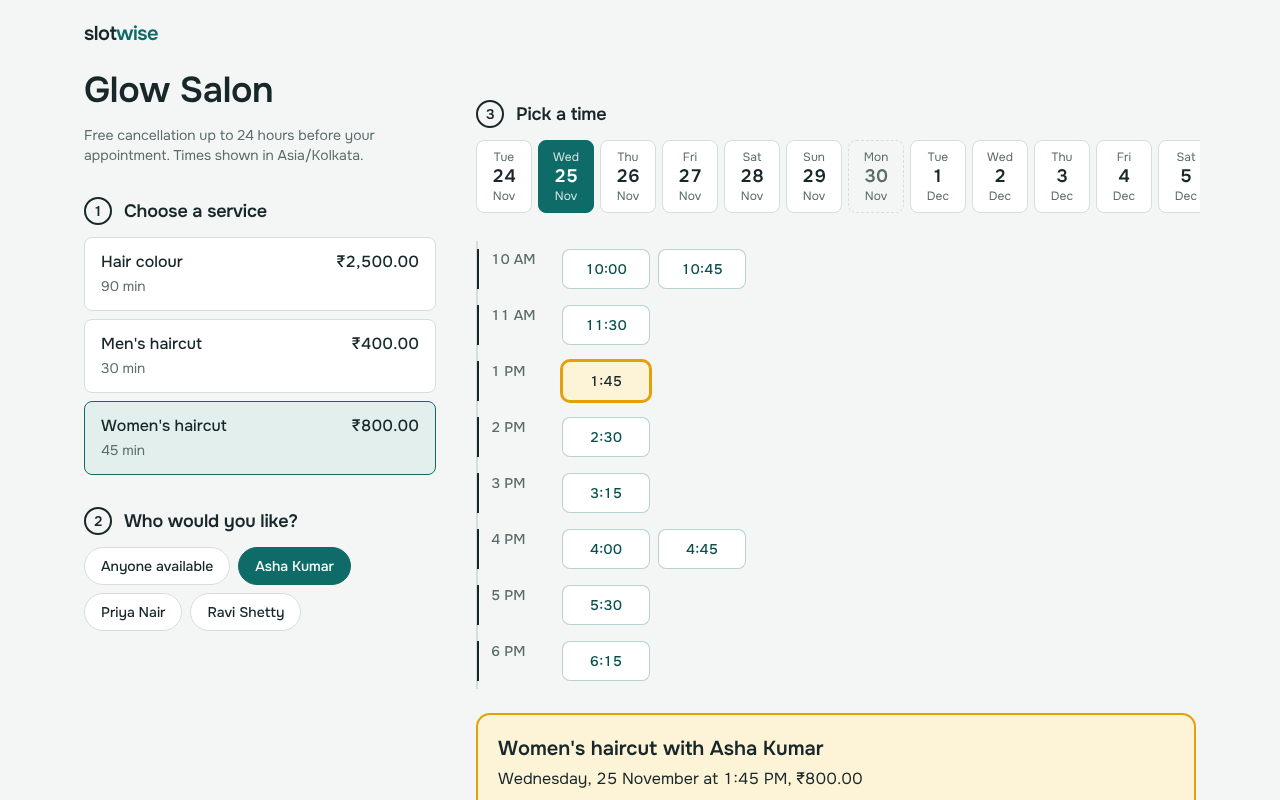 slotwise
Glow Salon
Free cancellation up to 24 hours before your
appointment. Times shown in Asia/Kolkata.
1 Choose a service
Hair colour ₹2,500.00
90 min
Men's haircut ₹400.00
30 min
Women's haircut ₹800.00
45 min
2 Who would you like?
Anyone available Asha Kumar
Priya Nair Ravi Shetty
3 Pick a time
Tue Wed Thu Fri Sat Sun Mon Tue Wed Thu Fri Sat
24 25 26 27 28 29 30 1 2 3 4 5
Nov Nov Nov Nov Nov Nov Nov Dec Dec Dec Dec Dec
10 AM 10:00 10:45
11 AM 11:30
1 PM 1:45
2 PM 2:30
3 PM 3:15
4 PM 4:00 4:45
5 PM 5:30
6 PM 6:15
Women's haircut with Asha Kumar
Wednesday, 25 November at 1:45 PM, ₹800.00